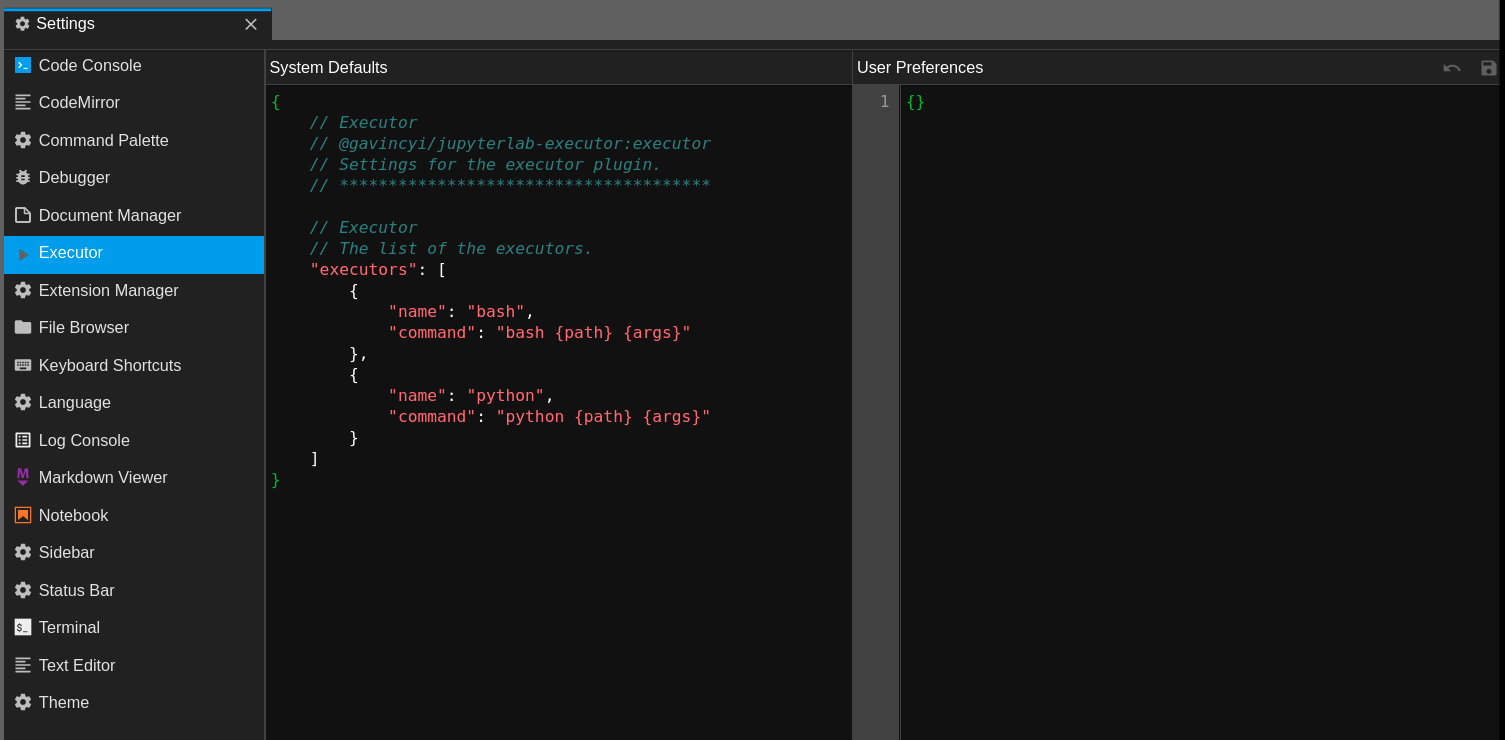 Settings
Code Console
CodeMirror
Command Palette
Debugger
Document Manager
Executor
Extension Manager
File Browser
Keyboard Shortcuts
Language
Log Console
Markdown Viewer
Notebook
Sidebar
Status Bar
Terminal
Text Editor
Theme
System Defaults
{
    // Executor
    // @gavincyi/jupyterlab-executor:executor
    // Settings for the executor plugin.
    // **************************************

    // Executor
    // The list of the executors.
    "executors": [
        {
            "name": "bash",
            "command": "bash {path} {args}"
        },
        {
            "name": "python",
            "command": "python {path} {args}"
        }
    ]
}
User Preferences
1 {}